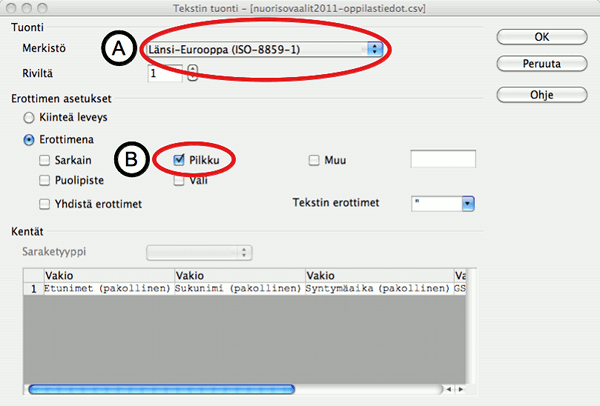 Tekstin tuonti - [nuorisovaalit2011-oppilastiedot.csv]
Tuonti
Merkistö A Länsi-Eurooppa (ISO-8859-1)
OK
Riviltä 1
Peruuta
Ohje
Erottimen asetukset
Kiinteä leveys
Erottimena
Sarkain B Pilkku Muu
Puolipiste Väli
Yhdistä erottimet Tekstin erottimet "
Kentät
Saraketyyppi
Vakio Vakio Vakio Va
1 Etunimet (pakollinen) Sukunimi (pakollinen) Syntymäaika (pakollinen) GS